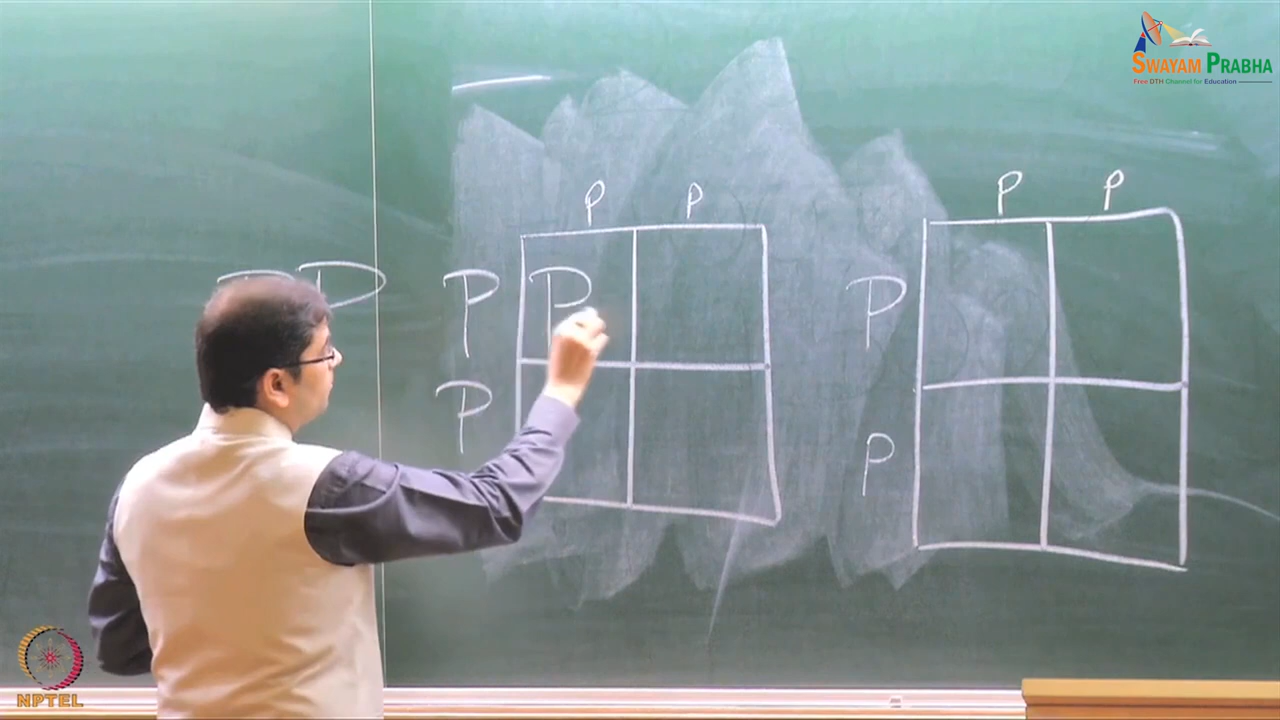 SWAYAM PRABHA
Free DTH Channel for Education
p p
P P
P
p p
P
p
NPTEL